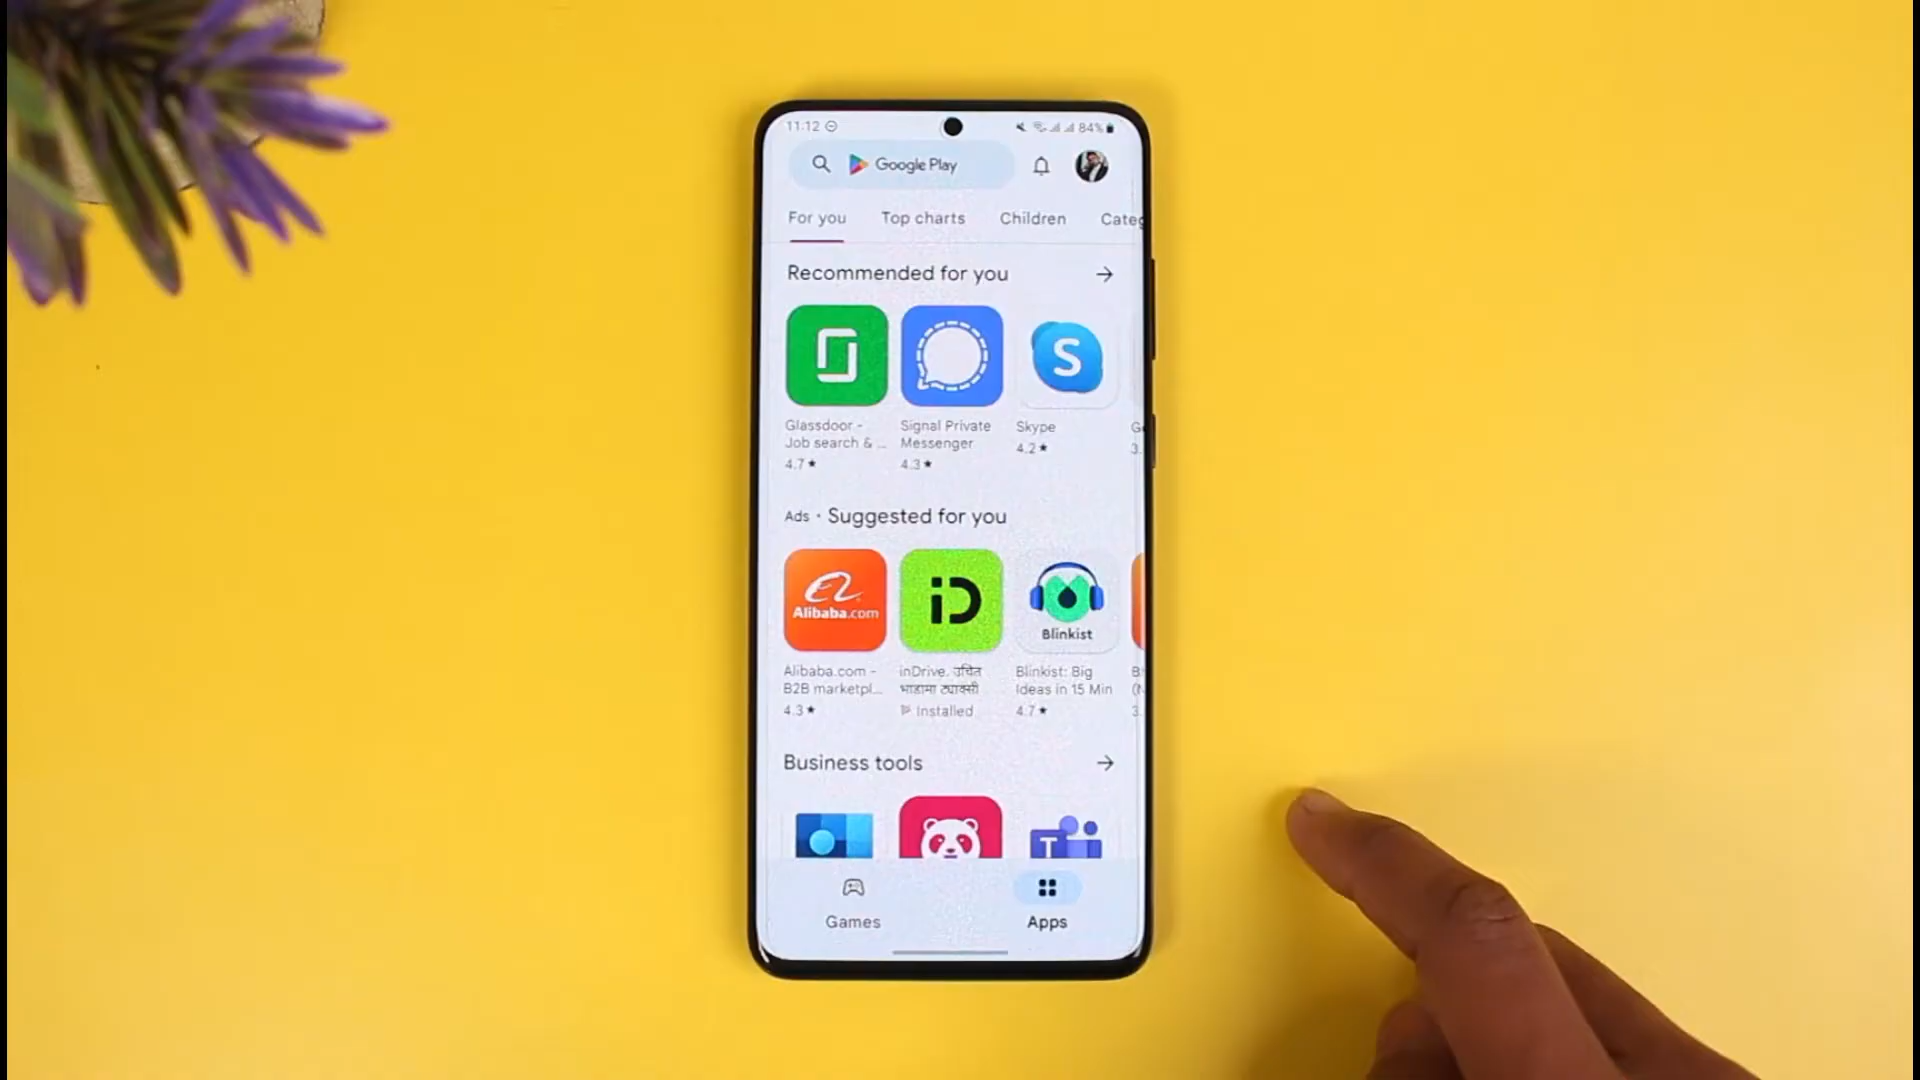 11:12
84%
Google Play
For you Top charts Children Categ
Recommended for you
Glassdoor - Job search & ...
4.7★
Signal Private Messenger
4.3★
Skype
4.2★
G
3.
Ads • Suggested for you
Alibaba.com
iD
Blinkist
Alibaba.com - B2B marketpl...
4.3★
inDrive. उचित भाडामा ट्याक्सी
Installed
Blinkist: Big Ideas in 15 Min
4.7★
3.
Business tools
T
Games
Apps